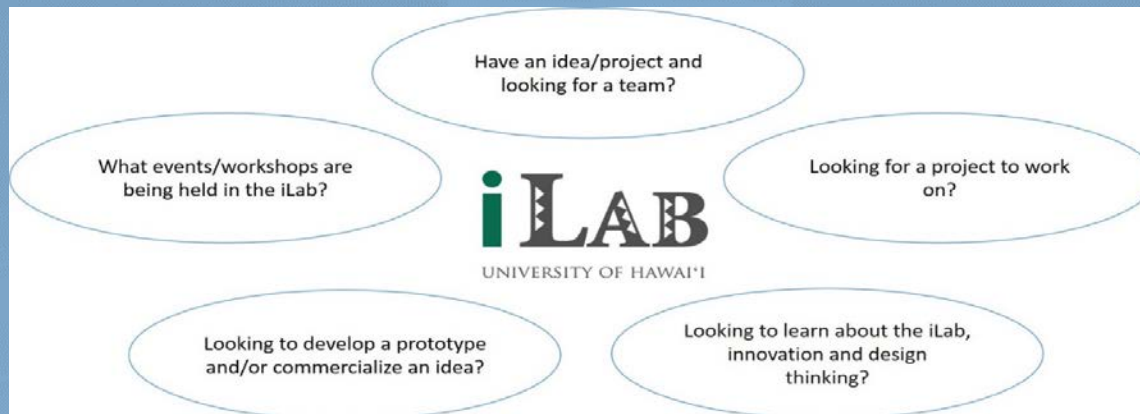 Have an idea/project and
looking for a team?
What events/workshops are
being held in the iLab?
Looking for a project to work
on?
iLAB
UNIVERSITY OF HAWAIʻI
Looking to develop a prototype
and/or commercialize an idea?
Looking to learn about the iLab,
innovation and design
thinking?